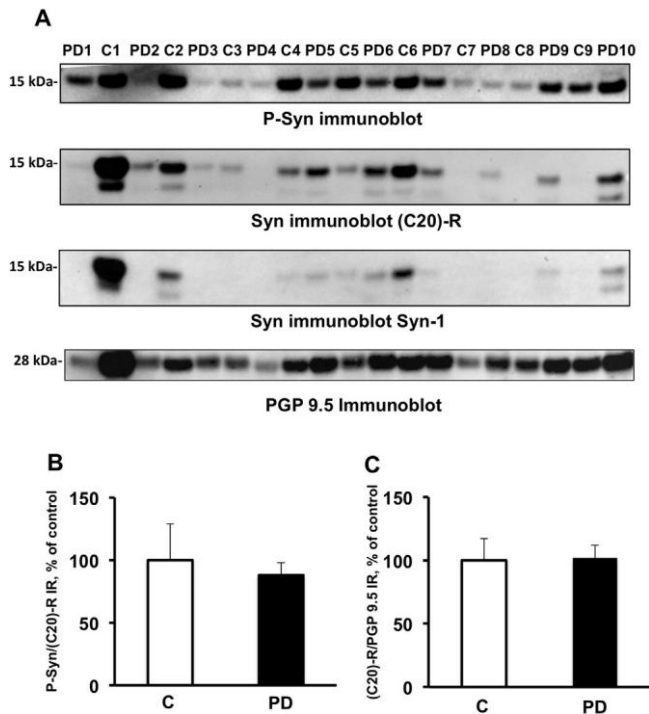 A
PD1 C1 PD2 C2 PD3 C3 PD4 C4 PD5 C5 PD6 C6 PD7 C7 PD8 C8 PD9 C9 PD10
15 kDa-
P-Syn immunoblot
15 kDa-
Syn immunoblot (C20)-R
15 kDa-
Syn immunoblot Syn-1
28 kDa-
PGP 9.5 Immunoblot
B
P-Syn/(C20)-R IR, % of control
150
100
50
0
C PD
C
(C20)-R/PGP 9.5 IR, % of control
150
100
50
0
C PD